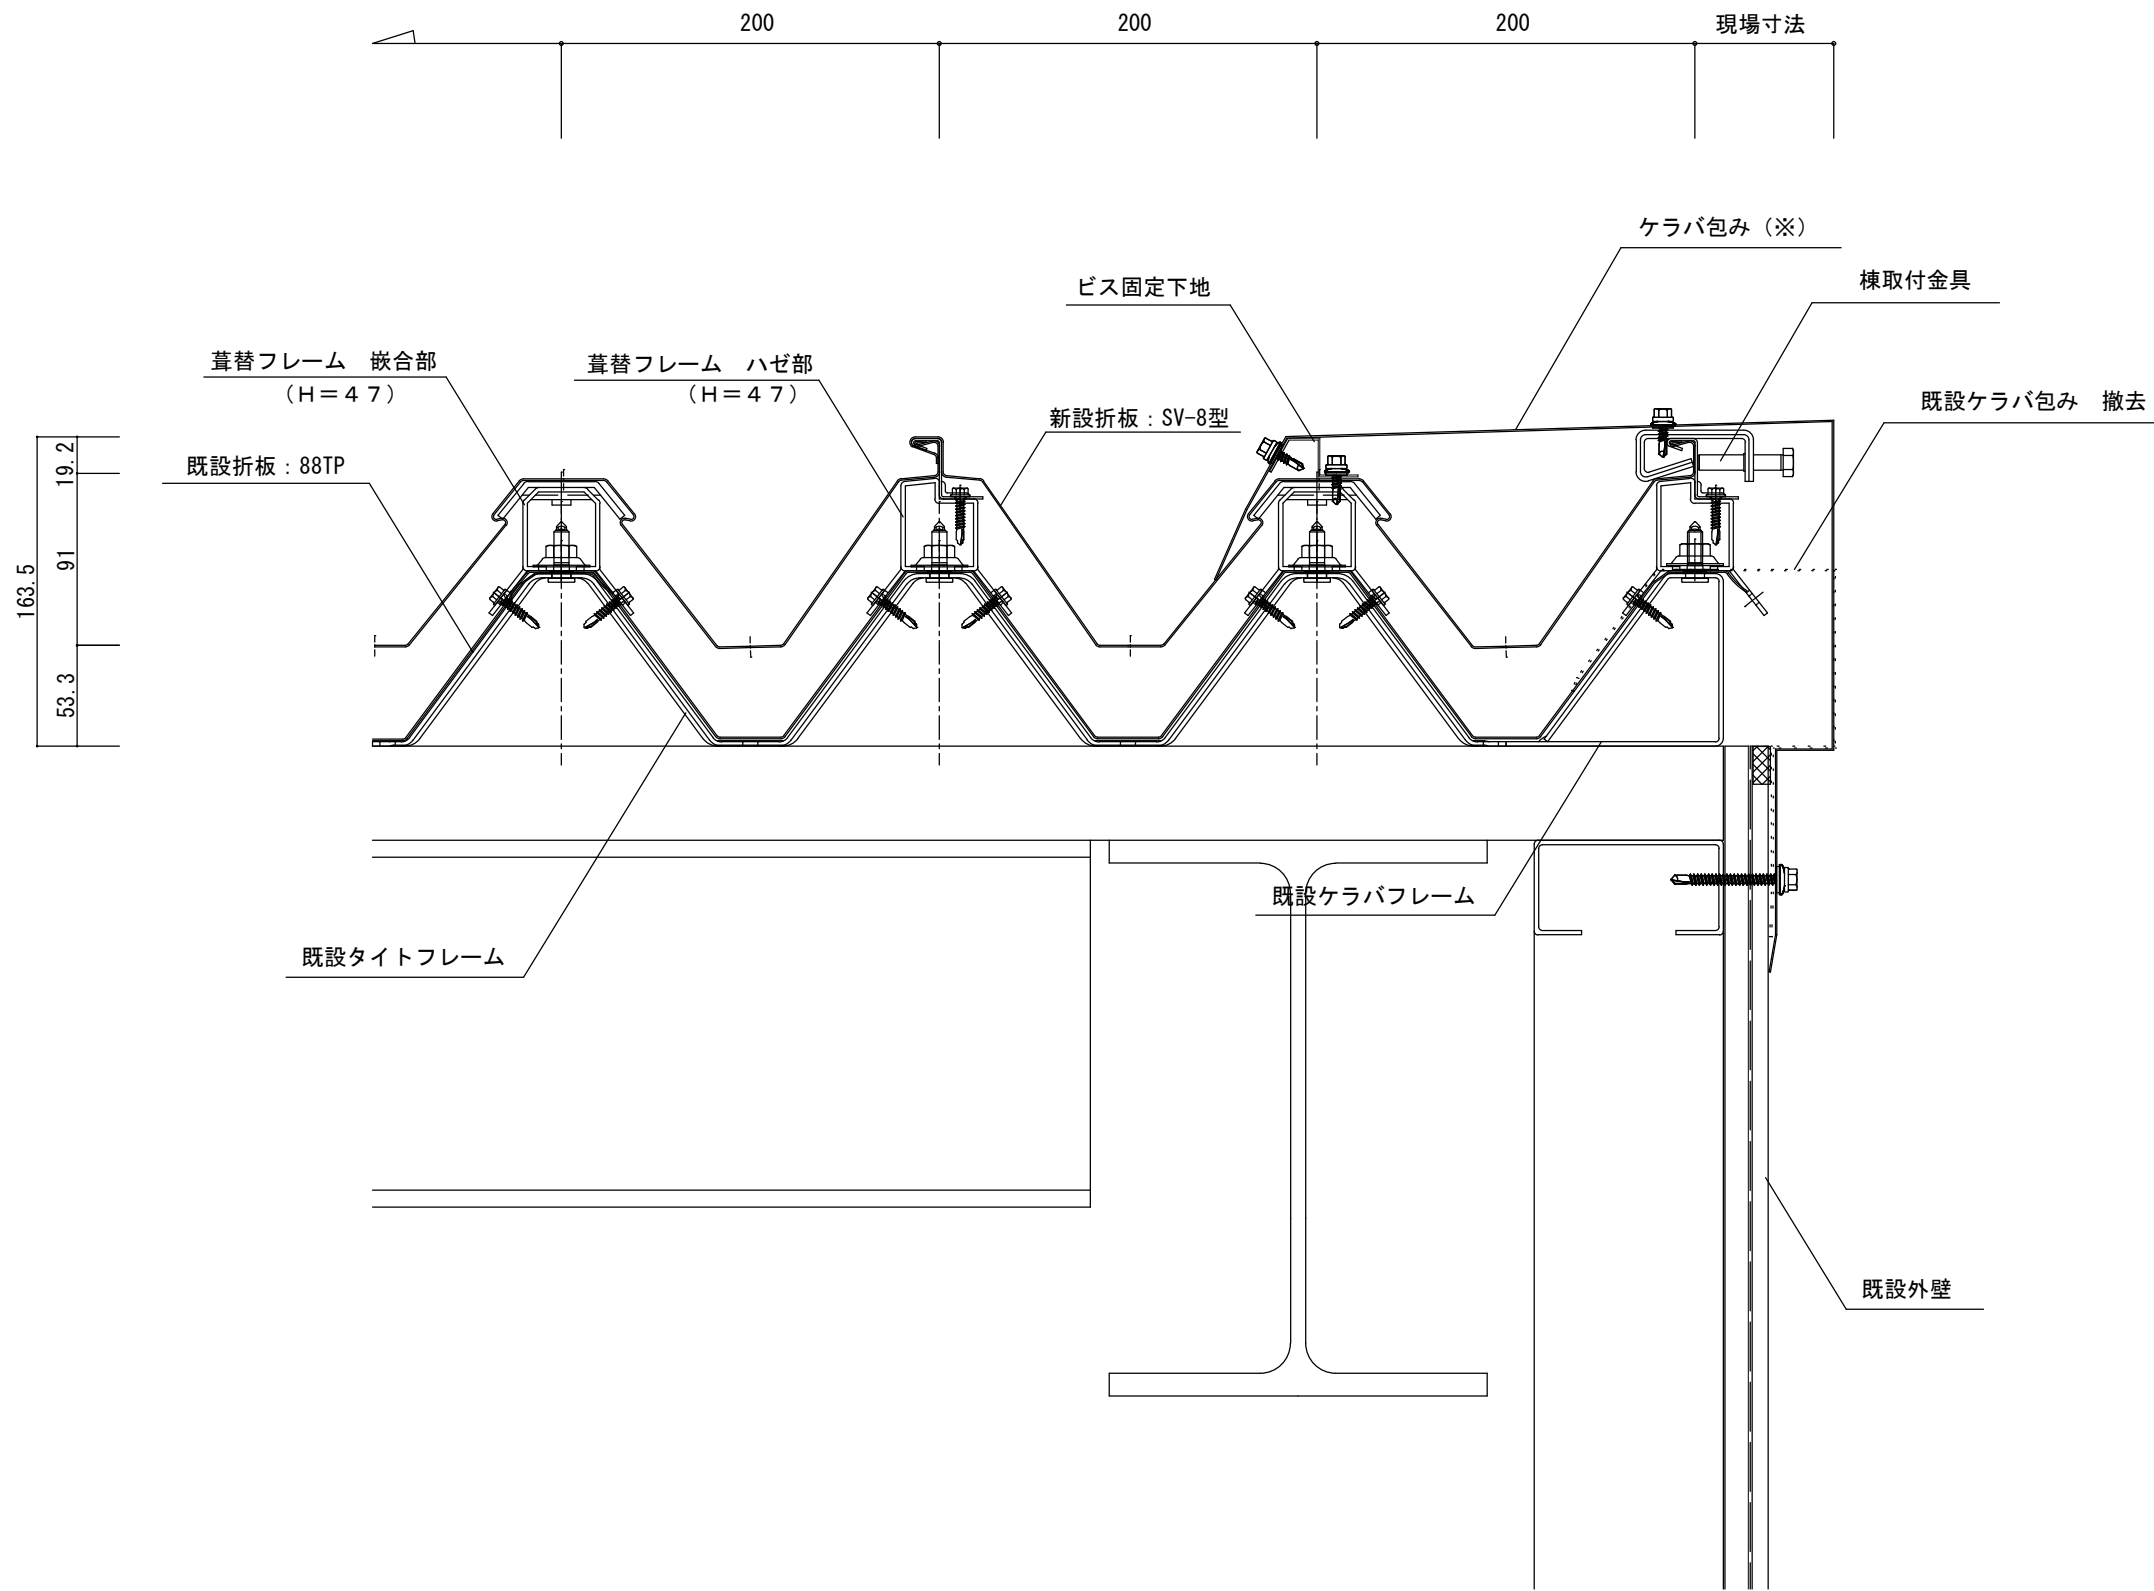 200
200
200
現場寸法
ケラバ包み（※）
ビス固定下地
棟取付金具
葺替フレーム　嵌合部
（Ｈ＝４７）
葺替フレーム　ハゼ部
（Ｈ＝４７）
新設折板：SV-8型
既設ケラバ包み　撤去
既設折板：88TP
19.2
91
163.5
53.3
既設ケラバフレーム
既設タイトフレーム
既設外壁